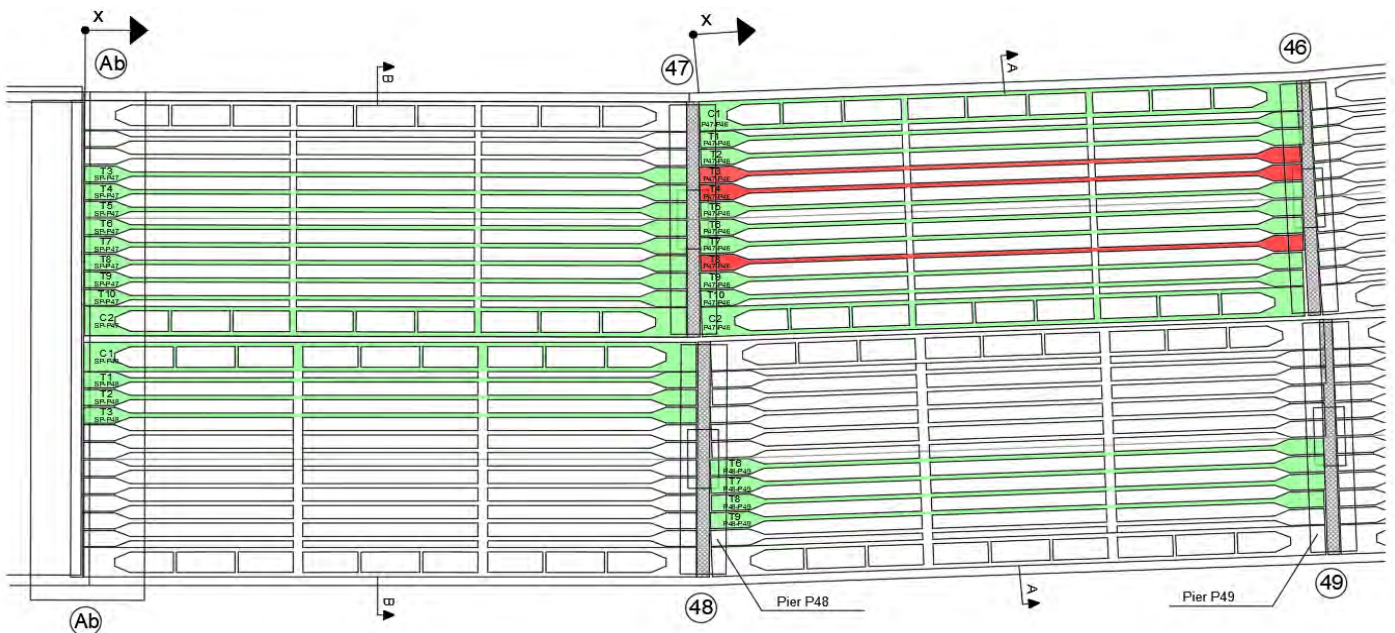 X
X
Ab
47
46
B
A
C1
P47-P46
T1
P47-P46
T2
P47-P46
T3
P47-P46
T4
P47-P46
T5
P47-P46
T6
P47-P46
T7
P47-P46
T8
P47-P46
T9
P47-P46
T10
P47-P46
C2
P47-P46
T3
SP-P47
T4
SP-P47
T5
SP-P47
T6
SP-P47
T7
SP-P47
T8
SP-P47
T9
SP-P47
T10
SP-P47
C2
SP-P47
C1
SP-P48
T1
SP-P48
T2
SP-P48
T3
SP-P48
T6
P48-P49
T7
P48-P49
T8
P48-P49
T9
P48-P49
B
A
Ab
48
49
Pier P48
Pier P49